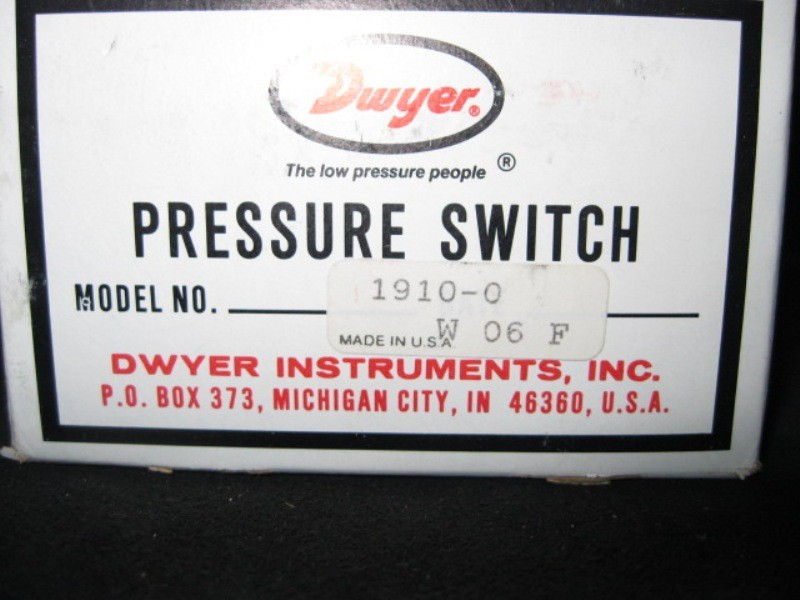 Dwyer.®
The low pressure people ®
PRESSURE SWITCH
MODEL NO. 1910-0
MADE IN U.S.A W 06 F
DWYER INSTRUMENTS, INC.
P.O. BOX 373, MICHIGAN CITY, IN 46360, U.S.A.